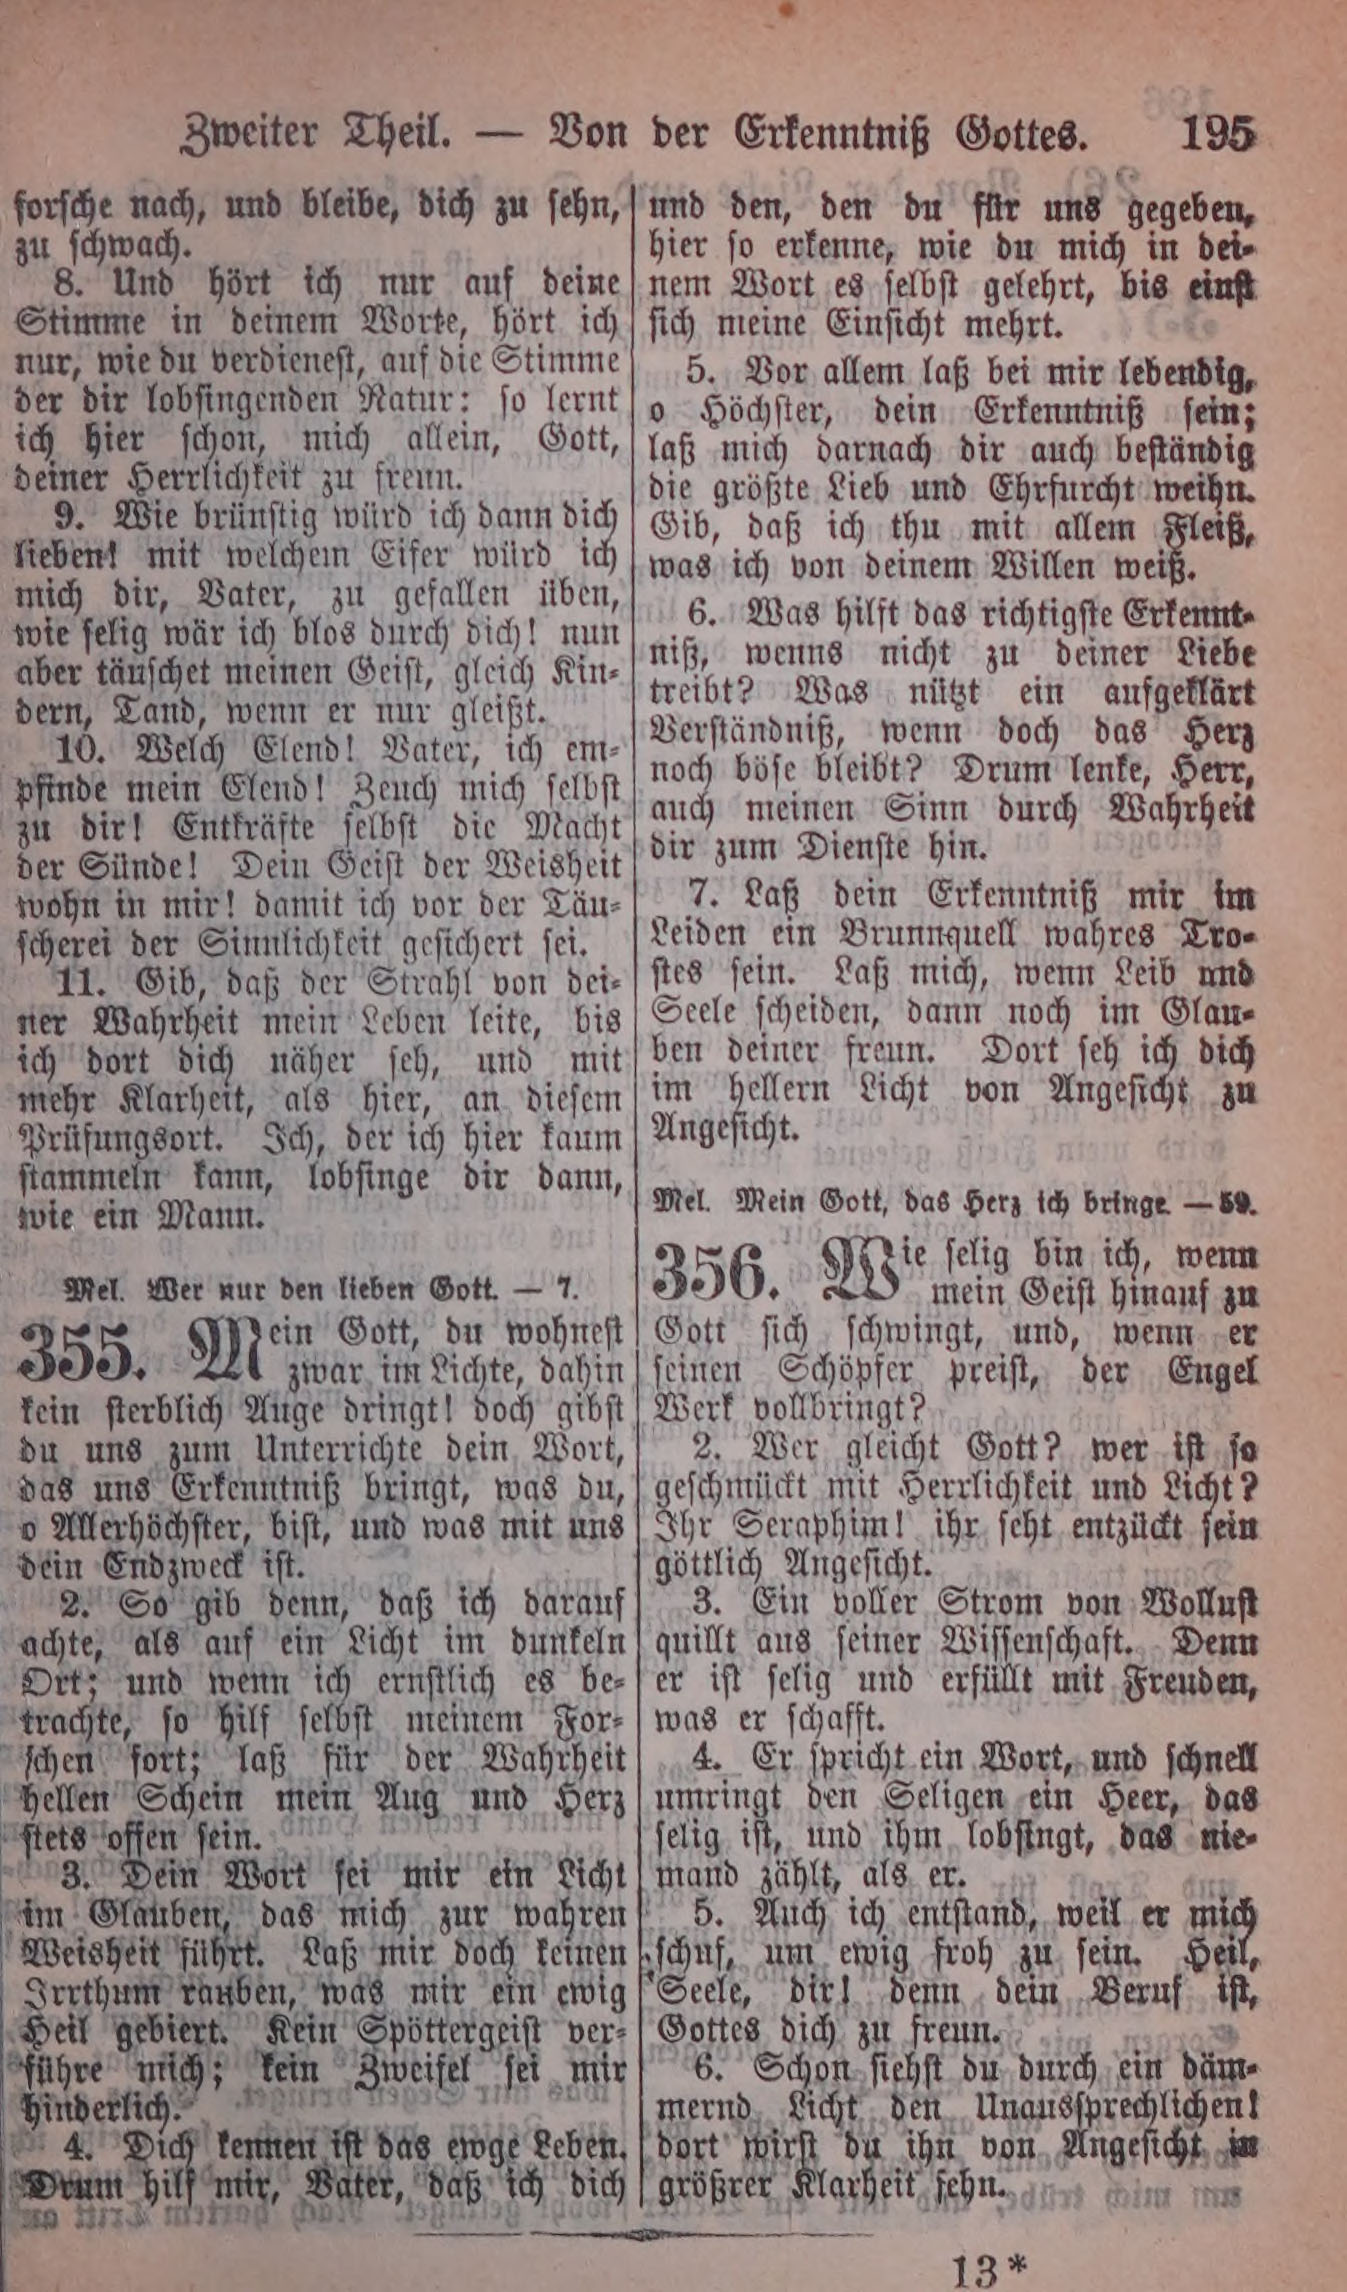 Zweiter Theil. — Von der Erkenntniß Gottes. 195
forsche nach, und bleibe, dich zu sehn,
zu schwach.
8. Und hört ich nur auf deine
Stimme in deinem Worte, hört ich
nur, wie du verdienest, auf die Stimme
der dir lobsingenden Natur: so lernt
ich hier schon, mich allein, Gott,
deiner Herrlichkeit zu freun.
9. Wie brünstig würd ich dann dich
lieben! mit welchem Eifer würd ich
mich dir, Vater, zu gefallen üben,
wie selig wär ich blos durch dich! nun
aber täuschet meinen Geist, gleich Kin-
dern, Tand, wenn er nur gleißt.
10. Welch Elend! Vater, ich em-
pfinde mein Elend! Zeuch mich selbst
zu dir! Entkräfte selbst die Macht
der Sünde! Dein Geist der Weisheit
wohn in mir! damit ich vor der Täu-
scherei der Sinnlichkeit gesichert sei.
11. Gib, daß der Strahl von dei-
ner Wahrheit mein Leben leite, bis
ich dort dich näher seh, und mit
mehr Klarheit, als hier, an diesem
Prüfungsort. Ich, der ich hier kaum
stammeln kann, lobsinge dir dann,
wie ein Mann.
Mel. Wer nur den lieben Gott. — 7.
355. Mein Gott, du wohnest
zwar im Lichte, dahin
kein sterblich Auge dringt! doch gibst
du uns zum Unterrichte dein Wort,
das uns Erkenntniß bringt, was du,
o Allerhöchster, bist, und was mit uns
dein Endzweck ist.
2. So gib denn, daß ich darauf
achte, als auf ein Licht im dunkeln
Ort; und wenn ich ernstlich es be-
trachte, so hilf selbst meinem For-
schen fort; laß für der Wahrheit
hellen Schein mein Aug und Herz
stets offen sein.
3. Dein Wort sei mir ein Licht
im Glauben, das mich zur wahren
Weisheit führt. Laß mir doch keinen
Irrthum rauben, was mir ein ewig
Heil gebiert. Kein Spöttergeist ver-
führe mich; kein Zweifel sei mir
hinderlich.
4. Dich kennen ist das ewge Leben.
Drum hilf mir, Vater, daß ich dich
und den, den du für uns gegeben,
hier so erkenne, wie du mich in dei-
nem Wort es selbst gelehrt, bis einst
sich meine Einsicht mehrt.
5. Vor allem laß bei mir lebendig,
o Höchster, dein Erkenntniß sein;
laß mich darnach dir auch beständig
die größte Lieb und Ehrfurcht weihn.
Gib, daß ich thu mit allem Fleiß,
was ich von deinem Willen weiß.
6. Was hilft das richtigste Erkennt-
niß, wenns nicht zu deiner Liebe
treibt? Was nützt ein aufgeklärt
Verständniß, wenn doch das Herz
noch böse bleibt? Drum lenke, Herr,
auch meinen Sinn durch Wahrheit
dir zum Dienste hin.
7. Laß dein Erkenntniß mir im
Leiden ein Brunnquell wahres Tro-
stes sein. Laß mich, wenn Leib und
Seele scheiden, dann noch im Glau-
ben deiner freun. Dort seh ich dich
im hellern Licht von Angesicht zu
Angesicht.
Mel. Mein Gott, das Herz ich bringe. — 59.
356. Wie selig bin ich, wenn
mein Geist hinauf zu
Gott sich schwingt, und, wenn er
seinen Schöpfer preist, der Engel
Werk vollbringt?
2. Wer gleicht Gott? wer ist so
geschmückt mit Herrlichkeit und Licht?
Ihr Seraphim! ihr seht entzückt sein
göttlich Angesicht.
3. Ein voller Strom von Wollust
quillt aus seiner Wissenschaft. Denn
er ist selig und erfüllt mit Freuden,
was er schafft.
4. Er spricht ein Wort, und schnell
umringt den Seligen ein Heer, das
selig ist, und ihm lobsingt, das nie-
mand zählt, als er.
5. Auch ich entstand, weil er mich
schuf, um ewig froh zu sein. Heil,
Seele, dir! denn dein Beruf ist,
Gottes dich zu freun.
6. Schon siehst du durch ein däm-
mernd Licht den Unaussprechlichen!
dort wirst du ihn von Angesicht in
größrer Klarheit sehn.
13*